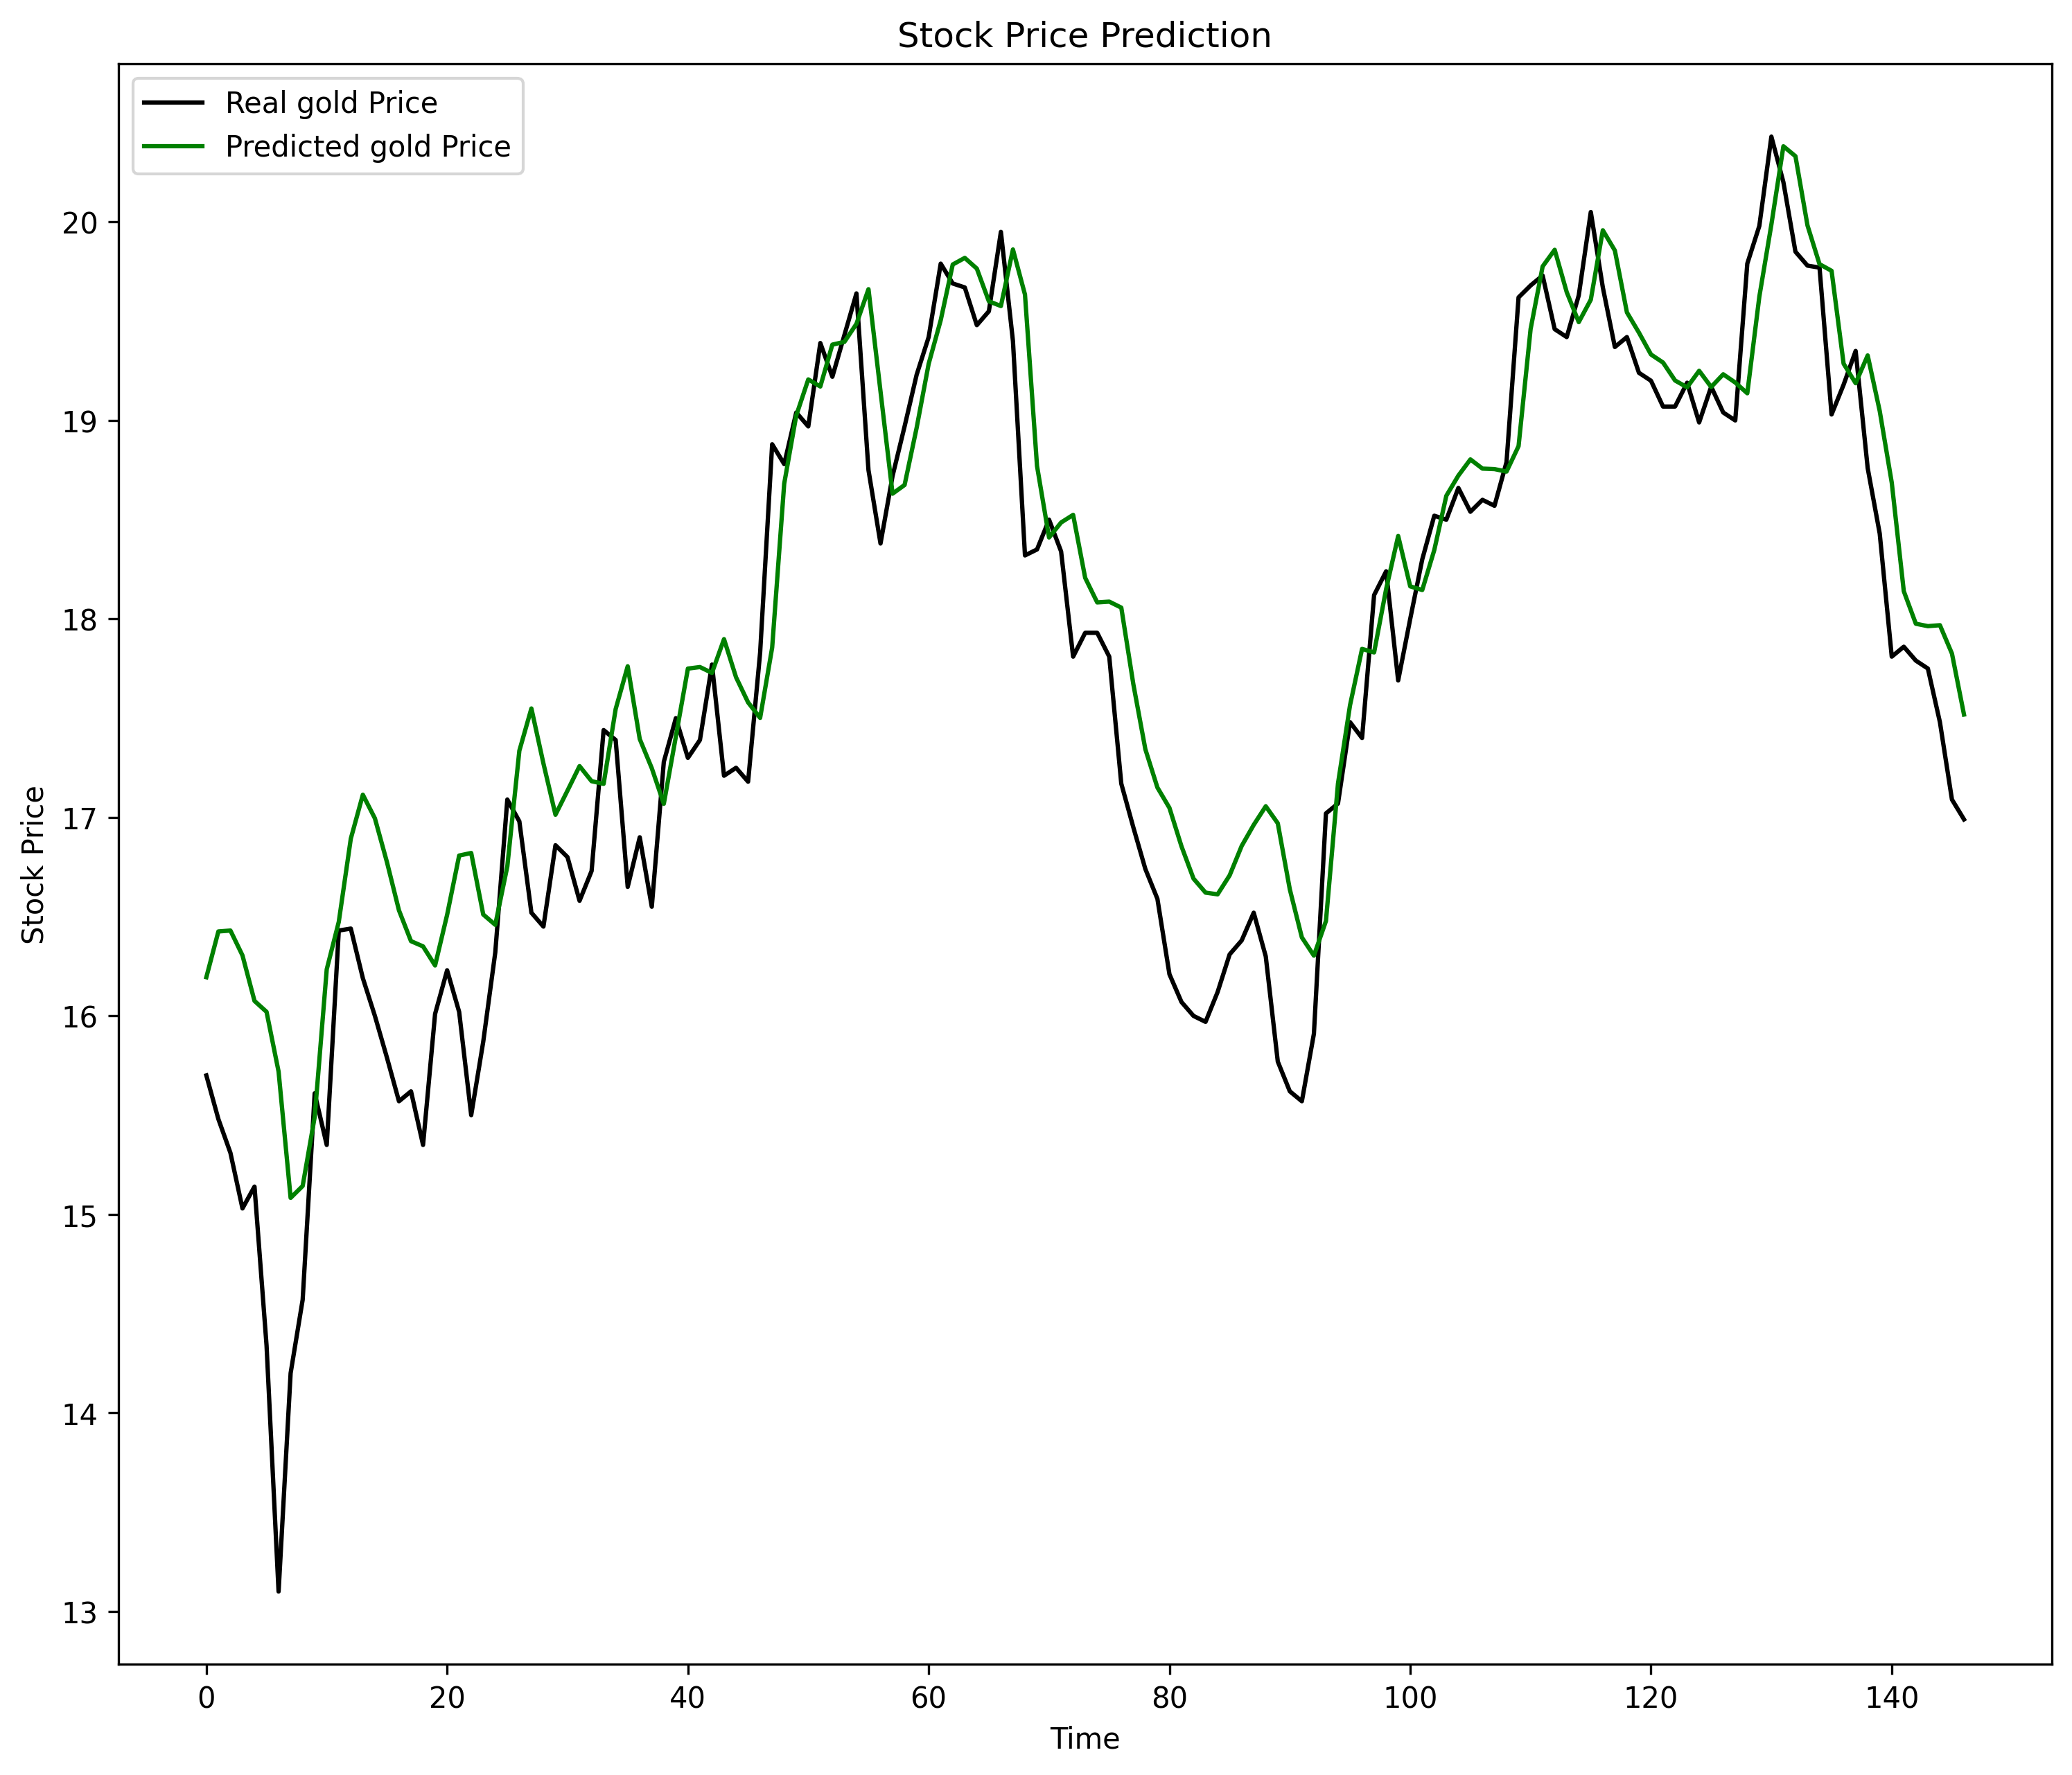 Stock Price Prediction
Real gold Price
Predicted gold Price
Stock Price
20
19
18
17
16
15
14
13
0 20 40 60 80 100 120 140
Time